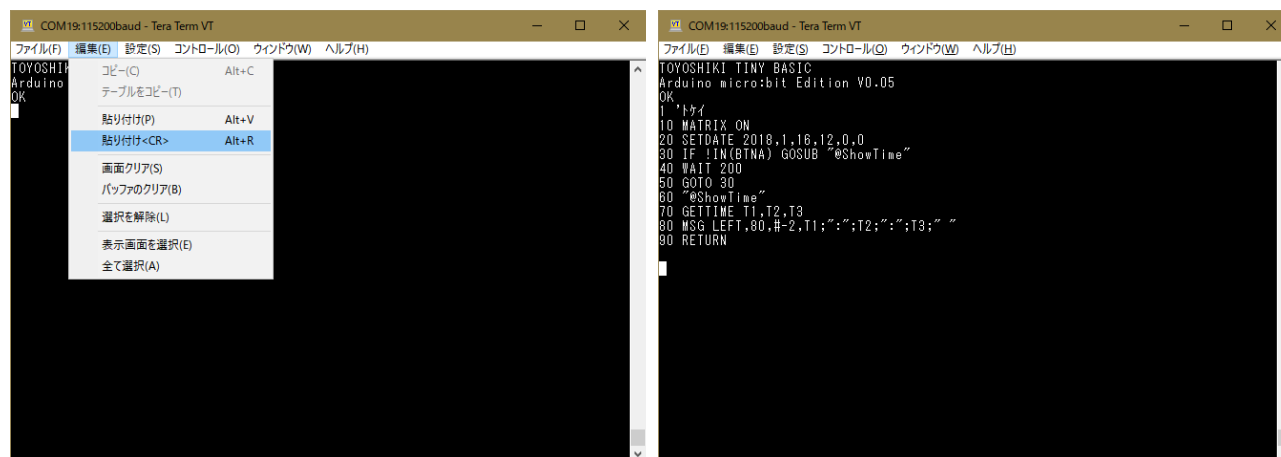 COM19:115200baud - Tera Term VT
ファイル(F) 編集(E) 設定(S) コントロール(O) ウィンドウ(W) ヘルプ(H)
TOYOSHIK
Arduino
OK
コピー(C) Alt+C
テーブルをコピー(T)
貼り付け(P) Alt+V
貼り付け<CR> Alt+R
画面クリア(S)
バッファのクリア(B)
選択を解除(L)
表示画面を選択(E)
全て選択(A)
COM19:115200baud - Tera Term VT
ファイル(F) 編集(E) 設定(S) コントロール(O) ウィンドウ(W) ヘルプ(H)
TOYOSHIKI TINY BASIC
Arduino micro:bit Edition V0.05
OK
1 'ﾄｹｲ
10 MATRIX ON
20 SETDATE 2018,1,16,12,0,0
30 IF !IN(BTNA) GOSUB "@ShowTime"
40 WAIT 200
50 GOTO 30
60 "@ShowTime"
70 GETTIME T1,T2,T3
80 MSG LEFT,80,#-2,T1;":";T2;":";T3;" "
90 RETURN